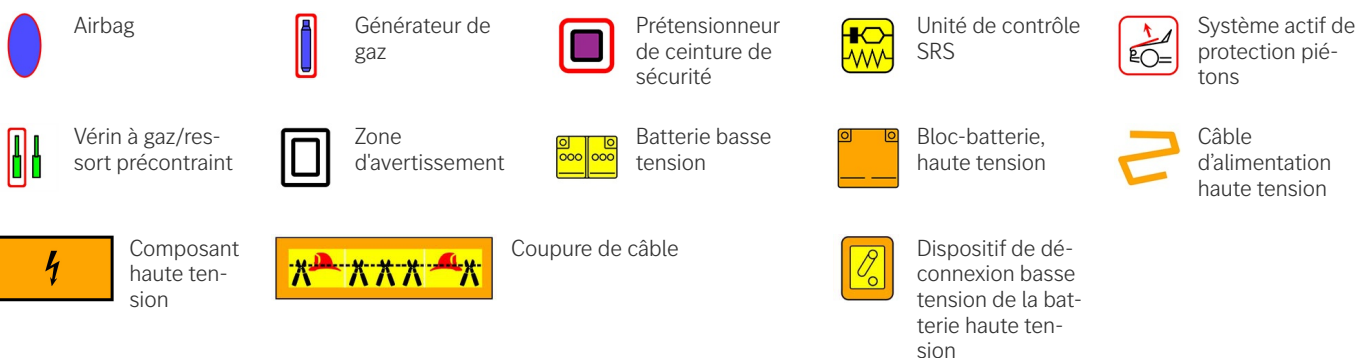 Airbag
Générateur de
gaz
Prétensionneur
de ceinture de
sécurité
Unité de contrôle
SRS
Système actif de
protection pié-
tons
Vérin à gaz/res-
sort précontraint
Zone
d'avertissement
Batterie basse
tension
Bloc-batterie,
haute tension
Câble
d’alimentation
haute tension
Composant
haute ten-
sion
Coupure de câble
Dispositif de dé-
connexion basse
tension de la bat-
terie haute ten-
sion